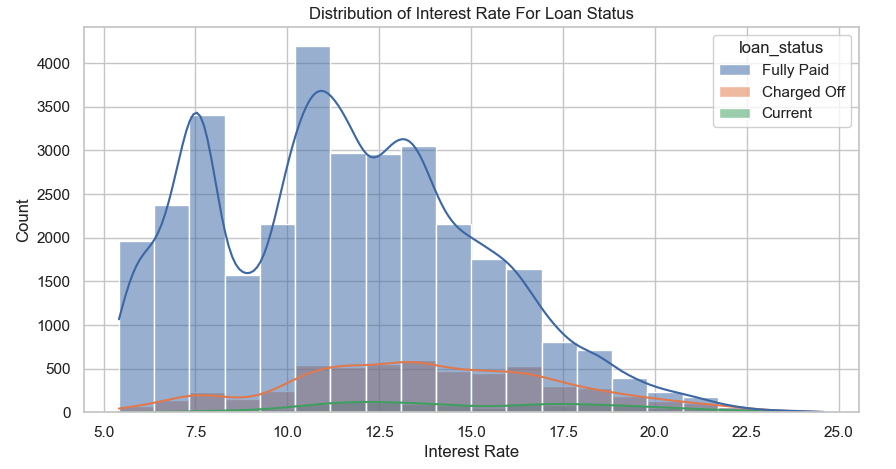 Distribution of Interest Rate For Loan Status
loan_status
Fully Paid
Charged Off
Current
Count
4000
3500
3000
2500
2000
1500
1000
500
0
5.0 7.5 10.0 12.5 15.0 17.5 20.0 22.5 25.0
Interest Rate